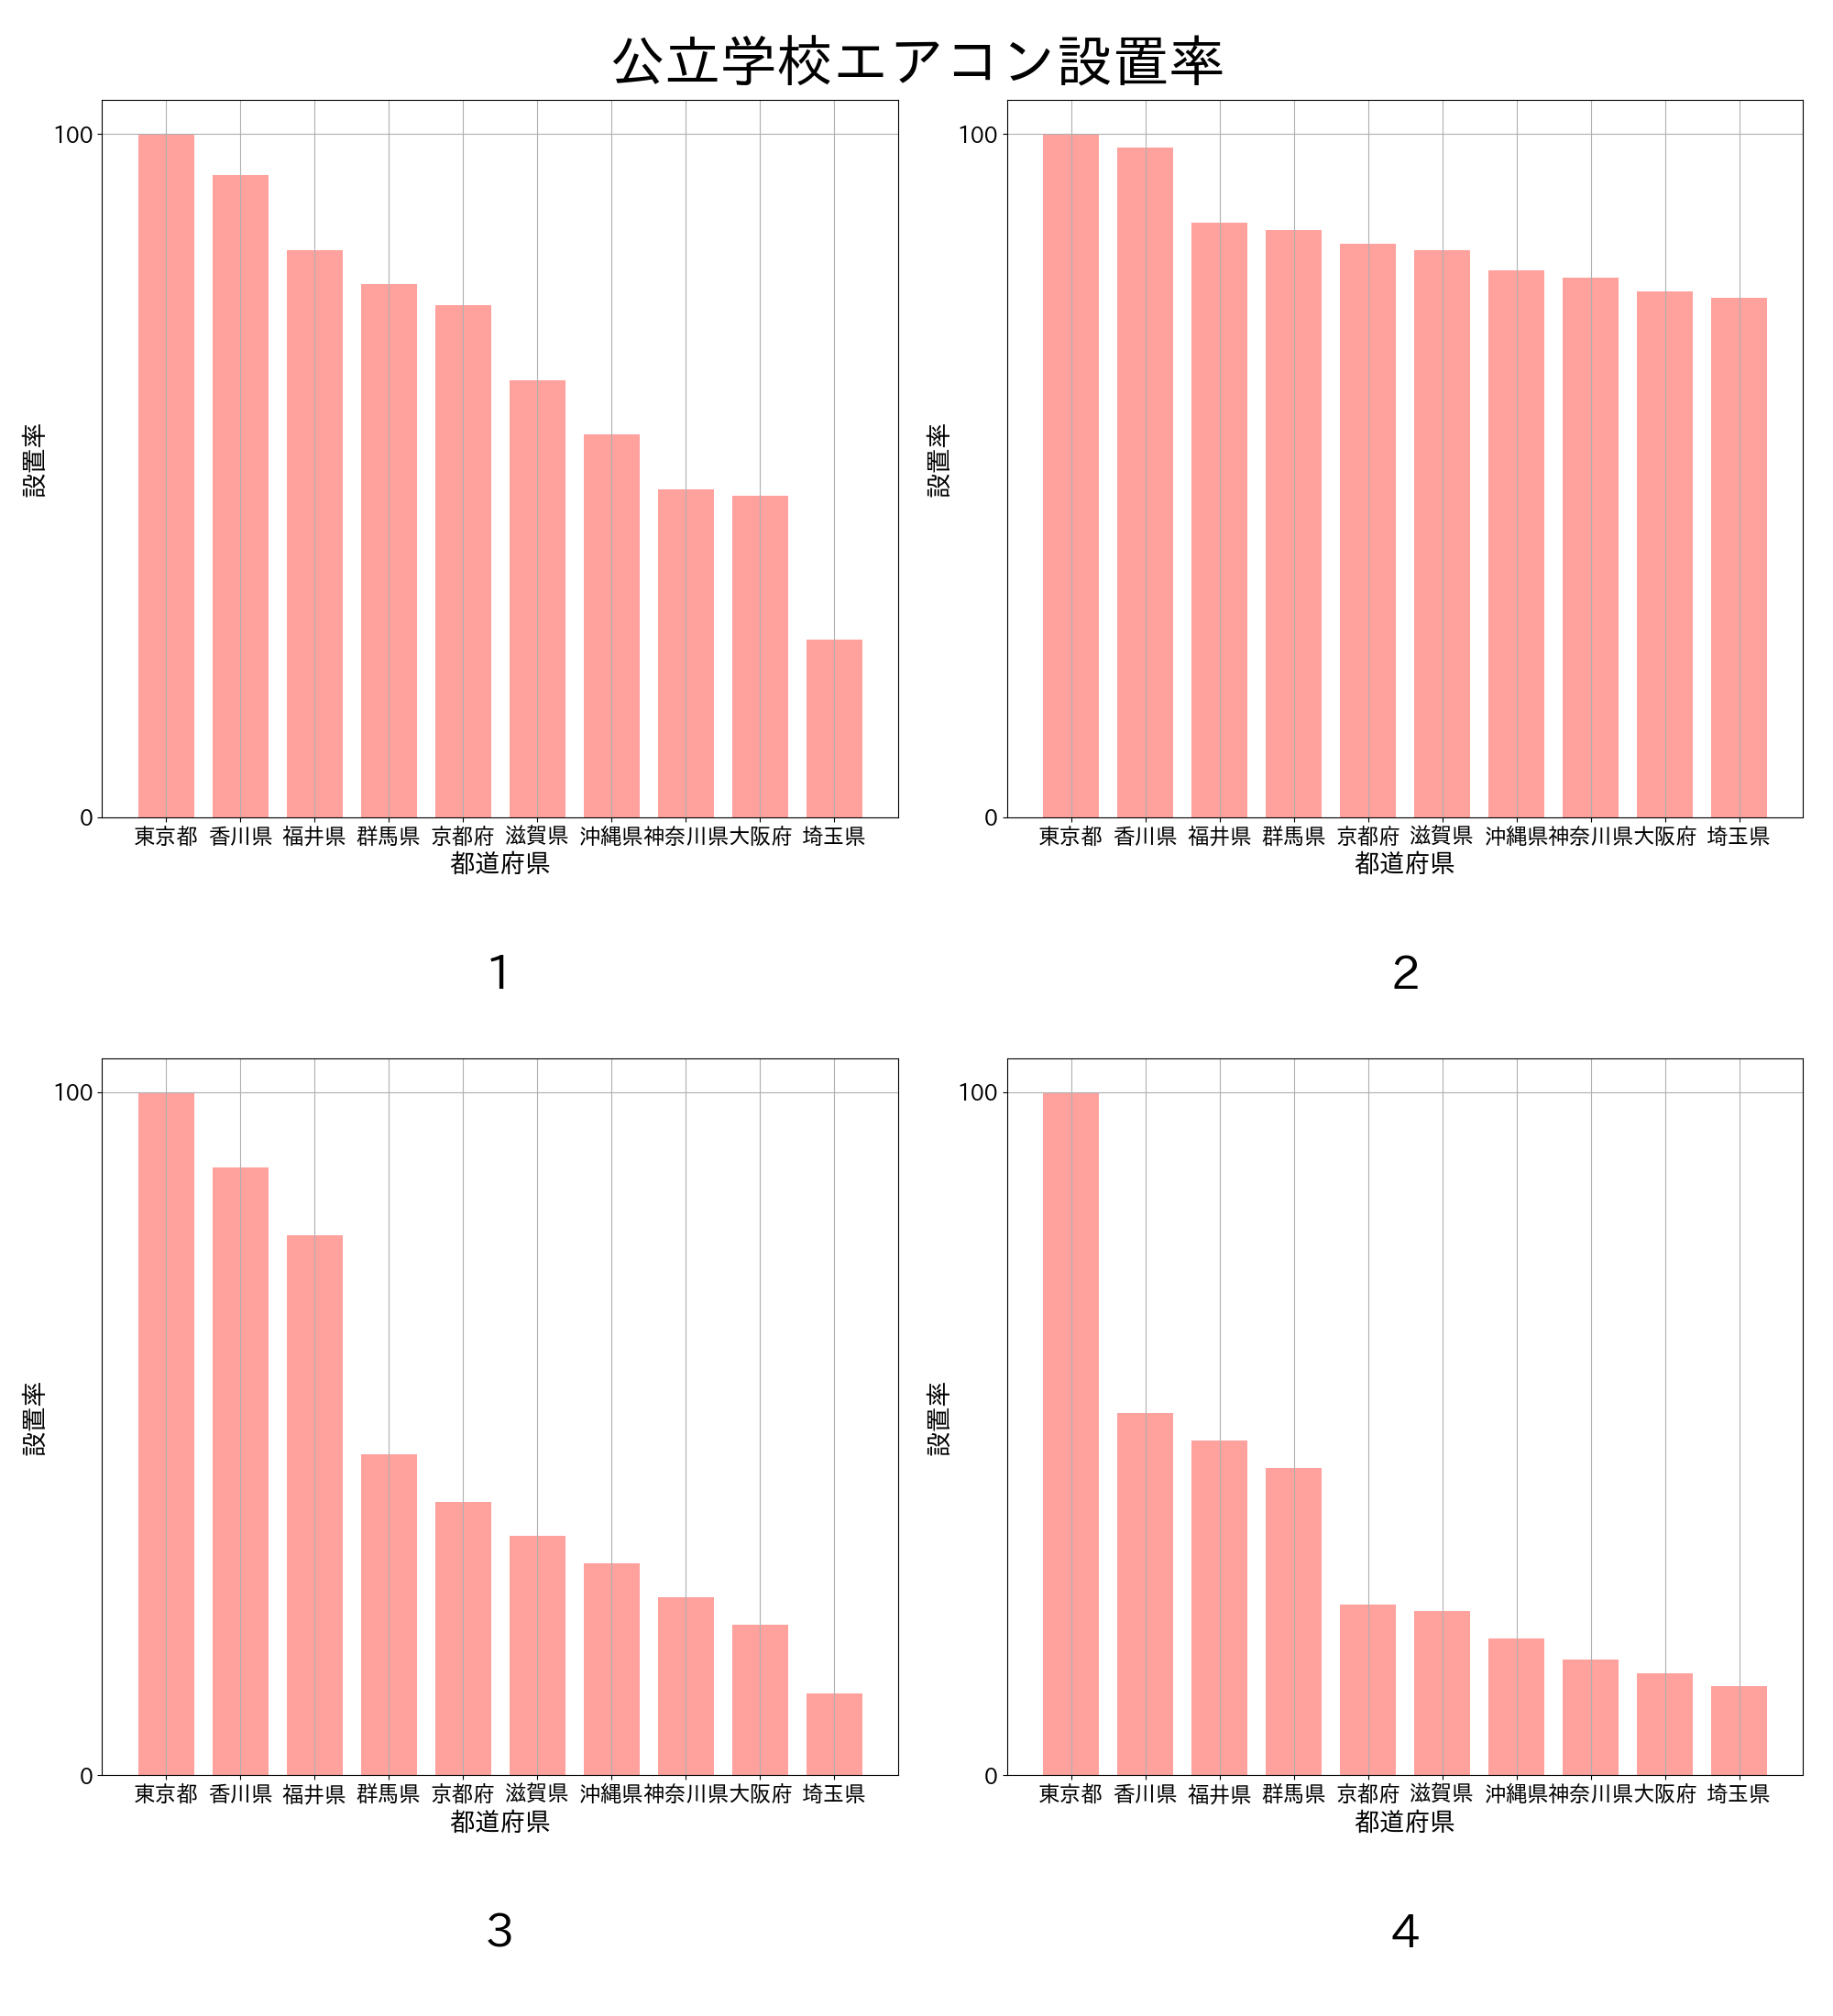 公立学校エアコン設置率
100
0
設置率
東京都 香川県 福井県 群馬県 京都府 滋賀県 沖縄県 神奈川県 大阪府 埼玉県
都道府県
1
100
0
設置率
東京都 香川県 福井県 群馬県 京都府 滋賀県 沖縄県 神奈川県 大阪府 埼玉県
都道府県
2
100
0
設置率
東京都 香川県 福井県 群馬県 京都府 滋賀県 沖縄県 神奈川県 大阪府 埼玉県
都道府県
3
100
0
設置率
東京都 香川県 福井県 群馬県 京都府 滋賀県 沖縄県 神奈川県 大阪府 埼玉県
都道府県
4